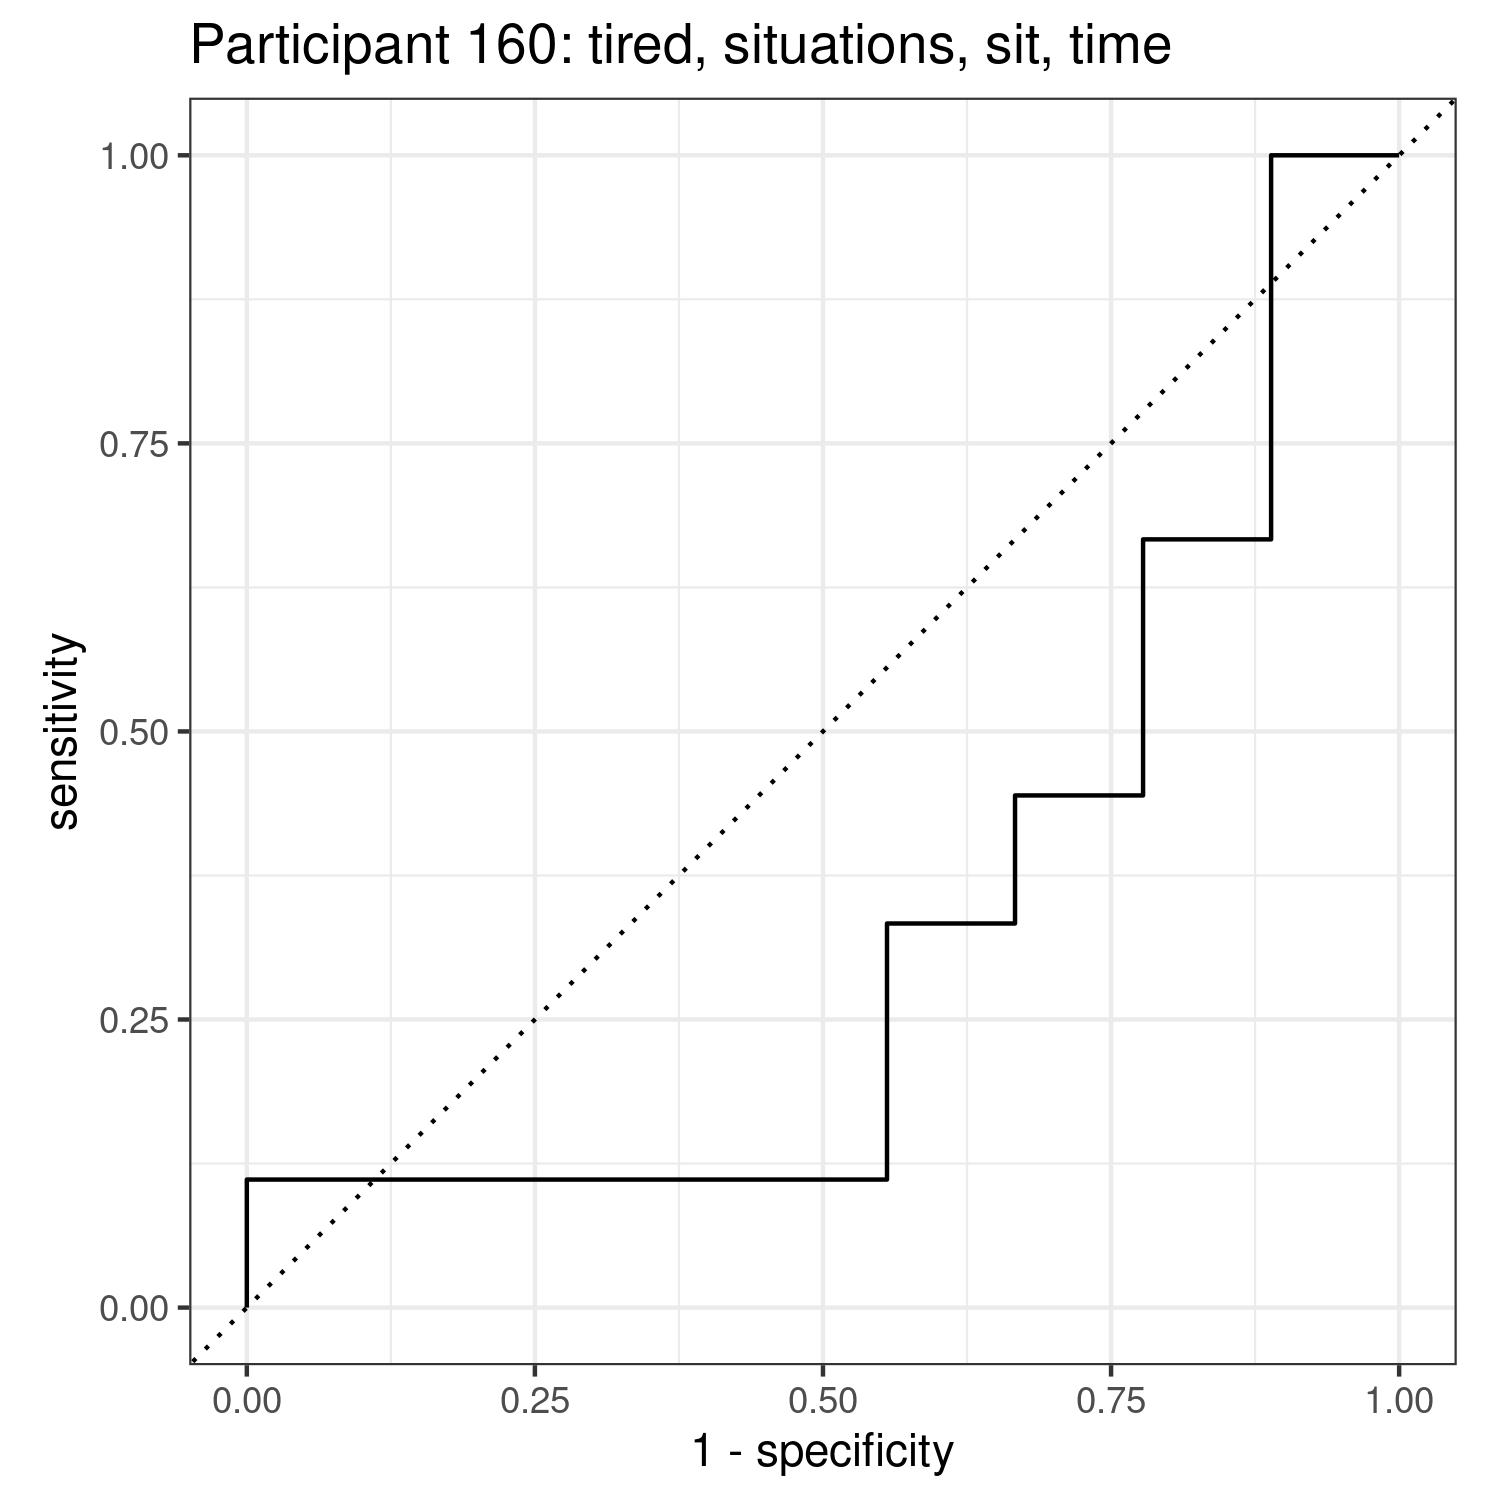 Participant 160: tired, situations, sit, time
1.00
0.75
0.50
0.25
0.00
sensitivity
0.00 0.25 0.50 0.75 1.00
1 - specificity